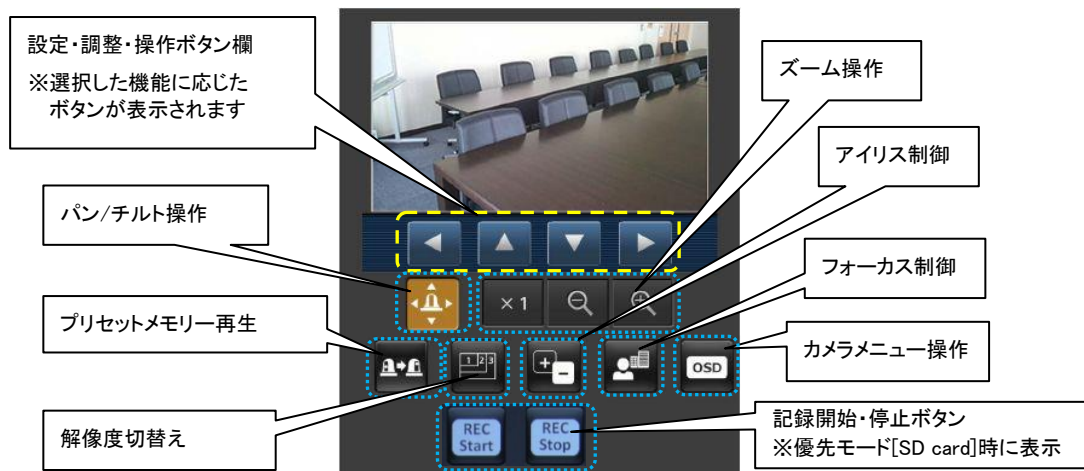 設定・調整・操作ボタン欄
※選択した機能に応じた
ボタンが表示されます
ズーム操作
アイリス制御
パン/チルト操作
フォーカス制御
×1
プリセットメモリー再生
カメラメニュー操作
1 2 3
OSD
解像度切替え
REC
Start
REC
Stop
記録開始・停止ボタン
※優先モード[SD card]時に表示